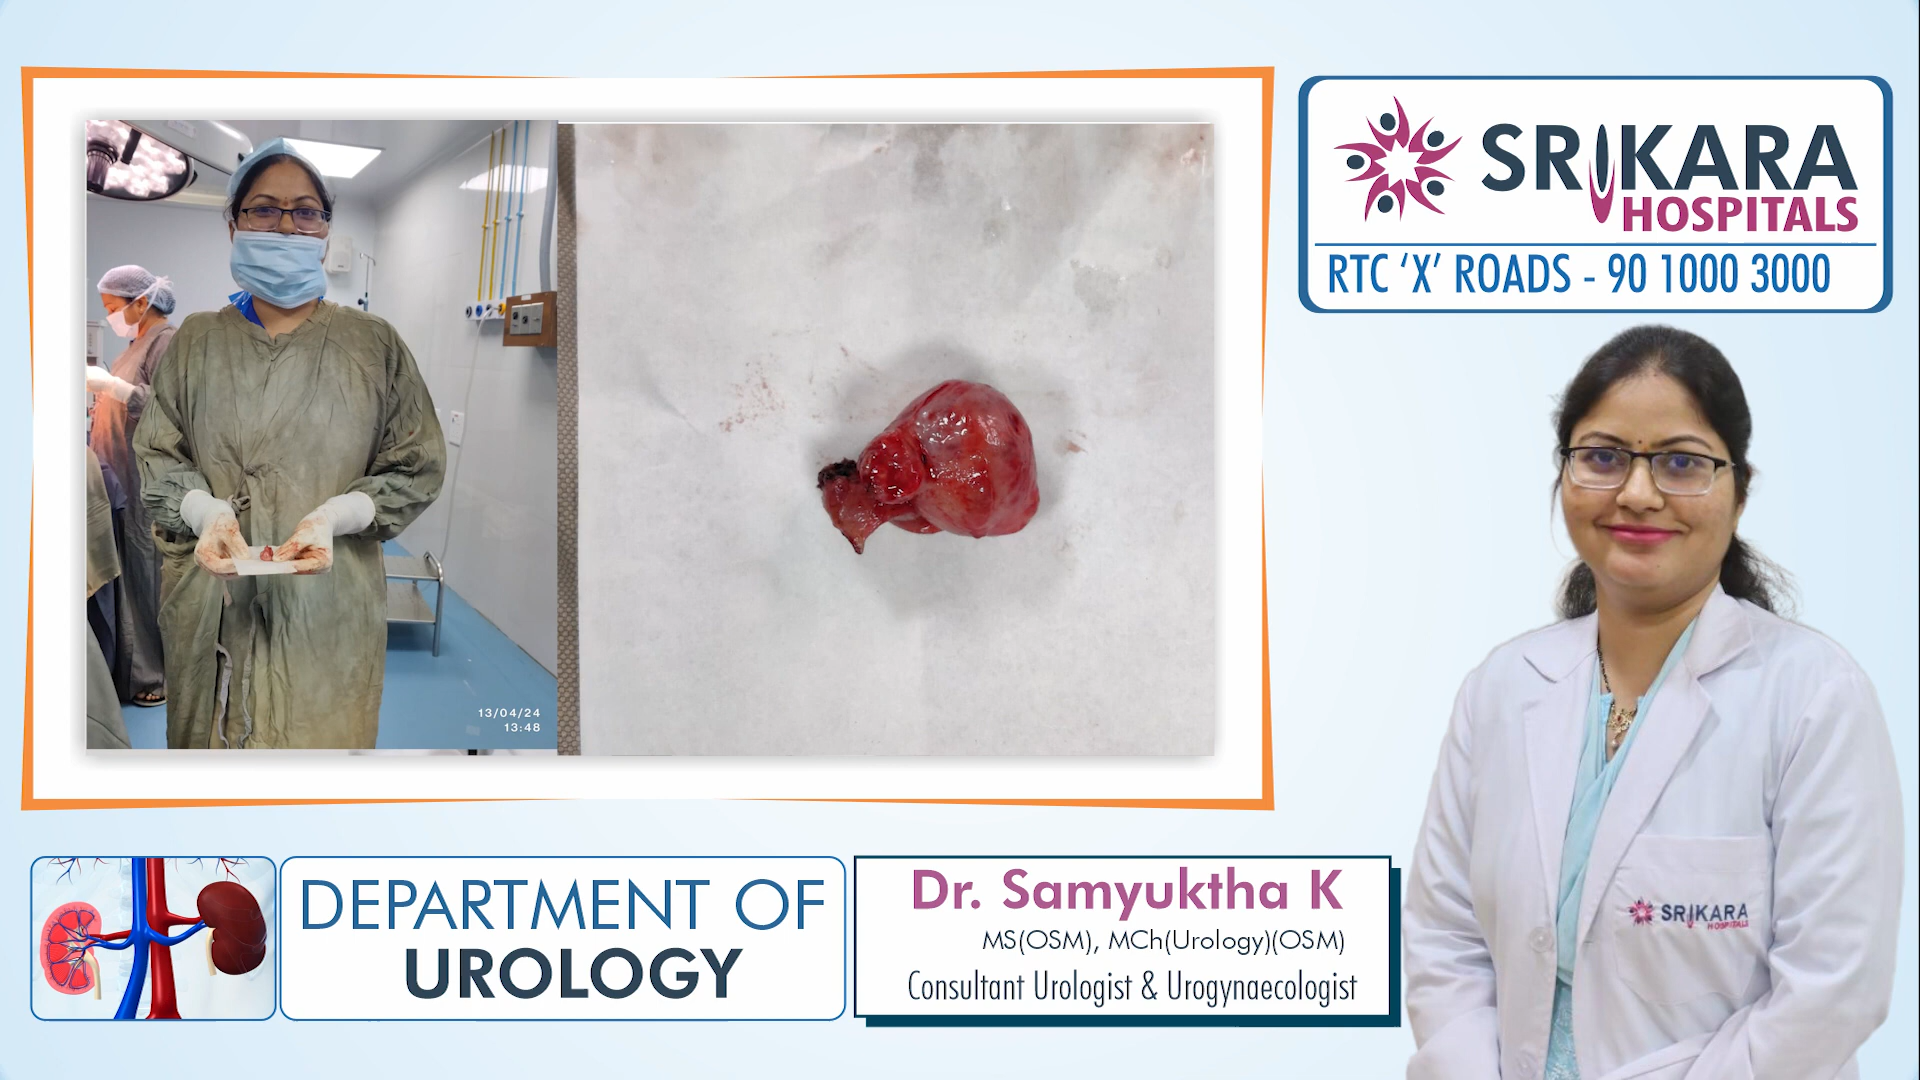 SRIKARA
HOSPITALS
RTC ‘X’ ROADS - 90 1000 3000
13/04/24
13:48
DEPARTMENT OF
UROLOGY
Dr. Samyuktha K
MS(OSM), MCh(Urology)(OSM)
Consultant Urologist & Urogynaecologist
SRIKARA
HOSPITALS